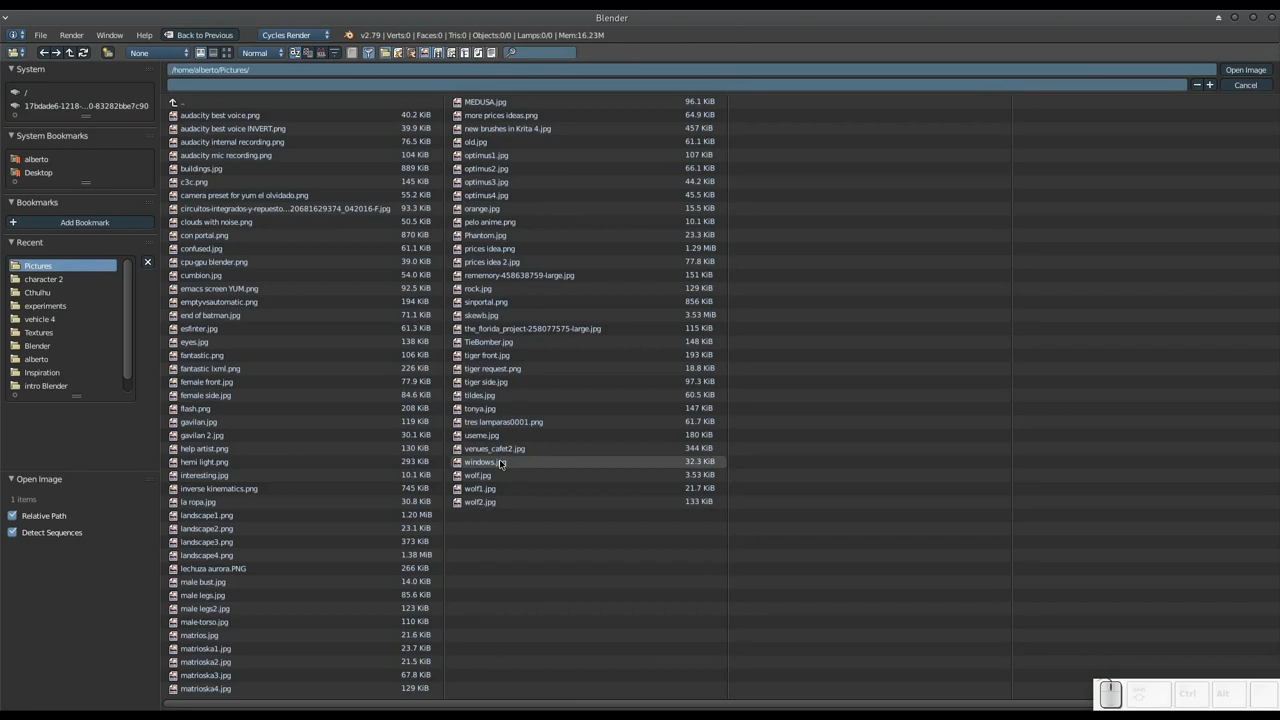 Blender
File Render Window Help Back to Previous Cycles Render v2.79 | Verts:0 | Faces:0 | Tris:0 | Objects:0/0 | Lamps:0/0 | Mem:16.23M
None Normal
System
/home/alberto/Pictures/ Open Image
Cancel
/
17bdade6-1218-...0-83282bbe7c90
System Bookmarks
alberto
Desktop
Bookmarks
Add Bookmark
Recent
Pictures
character 2
Cthulhu
experiments
vehicle 4
Textures
Blender
alberto
Inspiration
intro Blender
Open Image
1 items
Relative Path
Detect Sequences
..
audacity best voice.png 40.2 KiB
audacity best voice INVERT.png 39.9 KiB
audacity internal recording.png 76.5 KiB
audacity mic recording.png 104 KiB
buildings.jpg 889 KiB
c3c.png 145 KiB
camera preset for yum el olvidado.png 55.2 KiB
circuitos-integrados-y-repuesto...20681629374_042016-F.jpg 93.3 KiB
clouds with noise.png 50.5 KiB
con portal.png 870 KiB
confused.jpg 61.1 KiB
cpu-gpu blender.png 39.0 KiB
cumbion.jpg 54.0 KiB
emacs screen YUM.png 92.5 KiB
emptyvsautomatic.png 194 KiB
end of batman.jpg 71.1 KiB
esfinter.jpg 61.3 KiB
eyes.jpg 138 KiB
fantastic.png 106 KiB
fantastic lxml.png 226 KiB
female front.jpg 77.9 KiB
female side.jpg 84.6 KiB
flash.png 208 KiB
gavilan.jpg 119 KiB
gavilan 2.jpg 30.1 KiB
help artist.png 130 KiB
hemi light.png 293 KiB
interesting.jpg 10.1 KiB
inverse kinematics.png 745 KiB
la ropa.jpg 30.8 KiB
landscape1.png 1.20 MiB
landscape2.png 23.1 KiB
landscape3.png 373 KiB
landscape4.png 1.38 MiB
lechuza aurora.PNG 266 KiB
male bust.jpg 14.0 KiB
male legs.jpg 85.6 KiB
male legs2.jpg 123 KiB
male-torso.jpg 110 KiB
matrios.jpg 21.6 KiB
matrioska1.jpg 23.7 KiB
matrioska2.jpg 21.5 KiB
matrioska3.jpg 67.8 KiB
matrioska4.jpg 129 KiB
MEDUSA.jpg 96.1 KiB
more prices ideas.png 64.9 KiB
new brushes in Krita 4.jpg 457 KiB
old.jpg 61.1 KiB
optimus1.jpg 107 KiB
optimus2.jpg 66.1 KiB
optimus3.jpg 44.2 KiB
optimus4.jpg 45.5 KiB
orange.jpg 15.5 KiB
pelo anime.png 10.1 KiB
Phantom.jpg 23.3 KiB
prices idea.png 1.29 MiB
prices idea 2.jpg 77.8 KiB
rememory-458638759-large.jpg 151 KiB
rock.jpg 129 KiB
sinportal.png 856 KiB
skewb.jpg 3.53 MiB
the_florida_project-258077575-large.jpg 115 KiB
TieBomber.jpg 148 KiB
tiger front.jpg 193 KiB
tiger request.png 18.8 KiB
tiger side.jpg 97.3 KiB
tildes.jpg 60.5 KiB
tonya.jpg 147 KiB
tres lamparas0001.png 61.7 KiB
useme.jpg 180 KiB
venues_cafet2.jpg 344 KiB
windows.jpg 32.3 KiB
wolf.jpg 3.53 KiB
wolf1.jpg 21.7 KiB
wolf2.jpg 133 KiB
Ctrl Alt